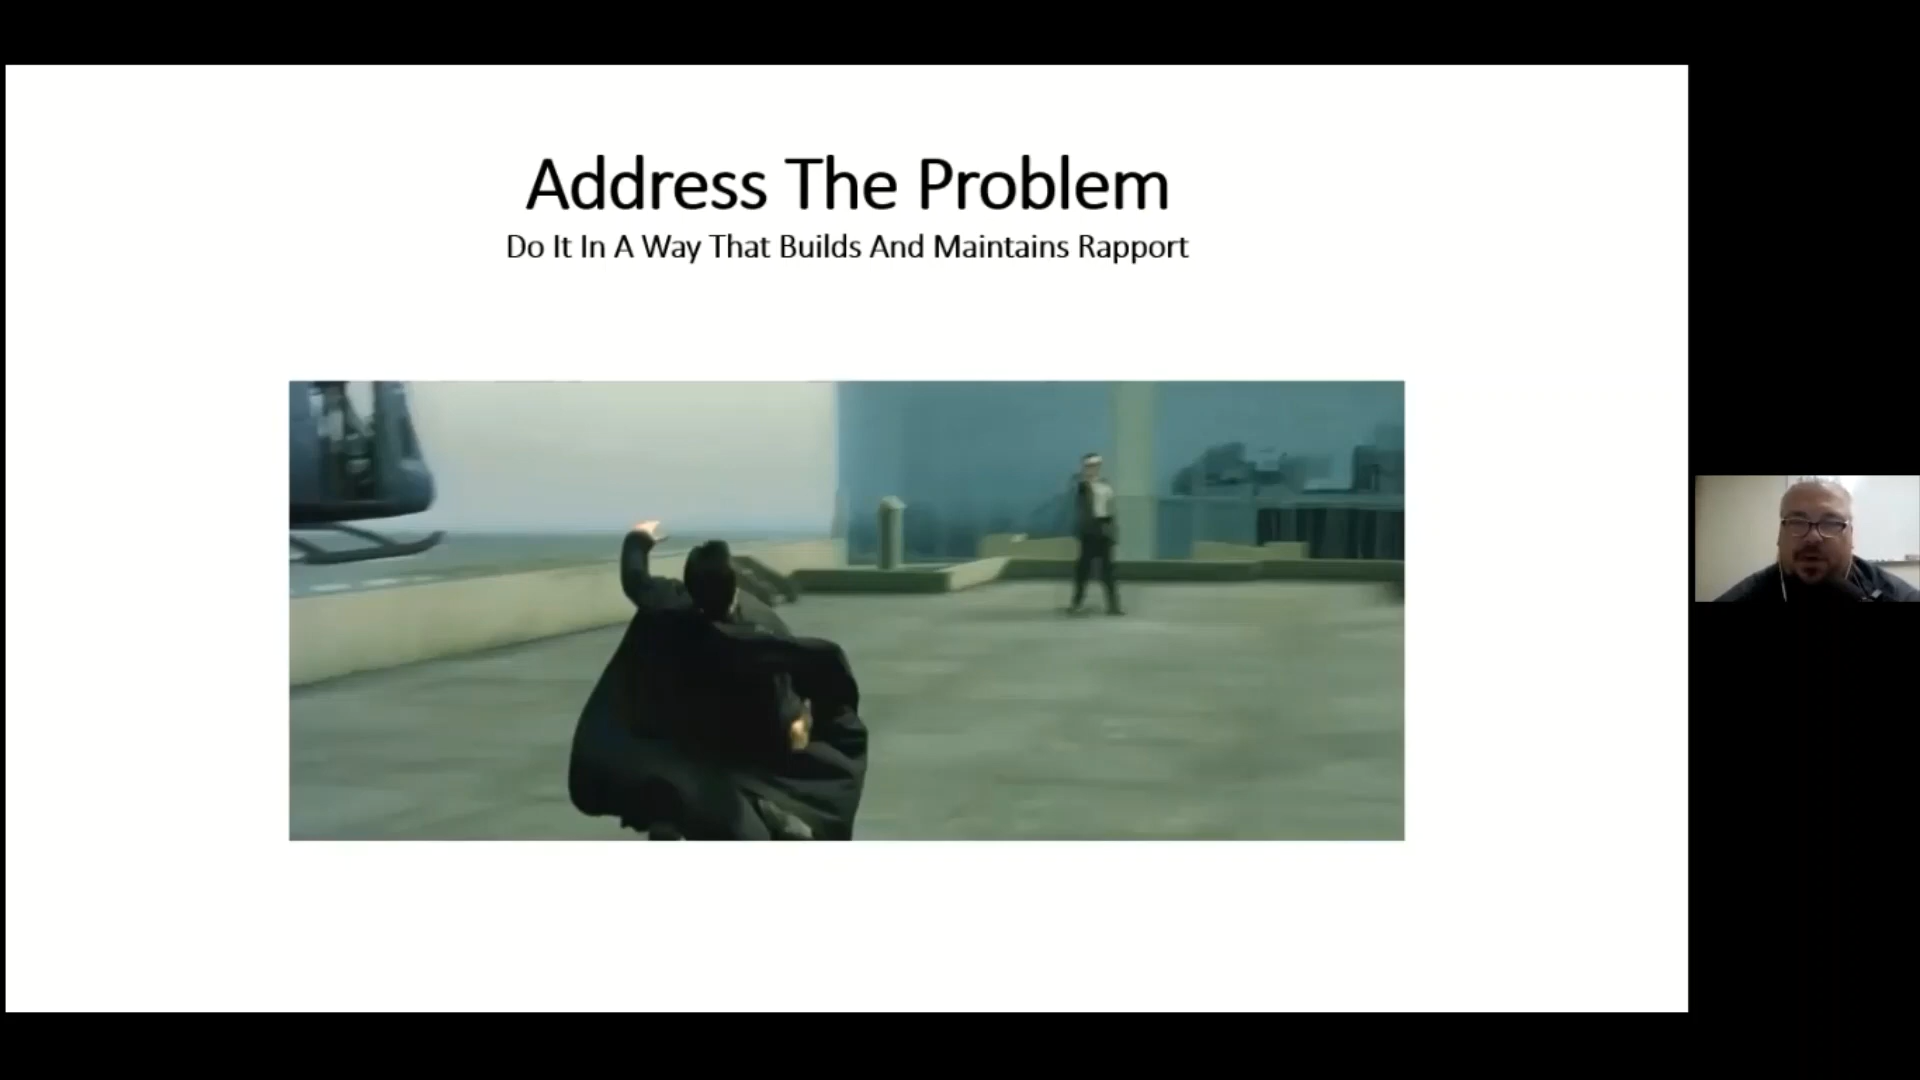 Address The Problem
Do It In A Way That Builds And Maintains Rapport